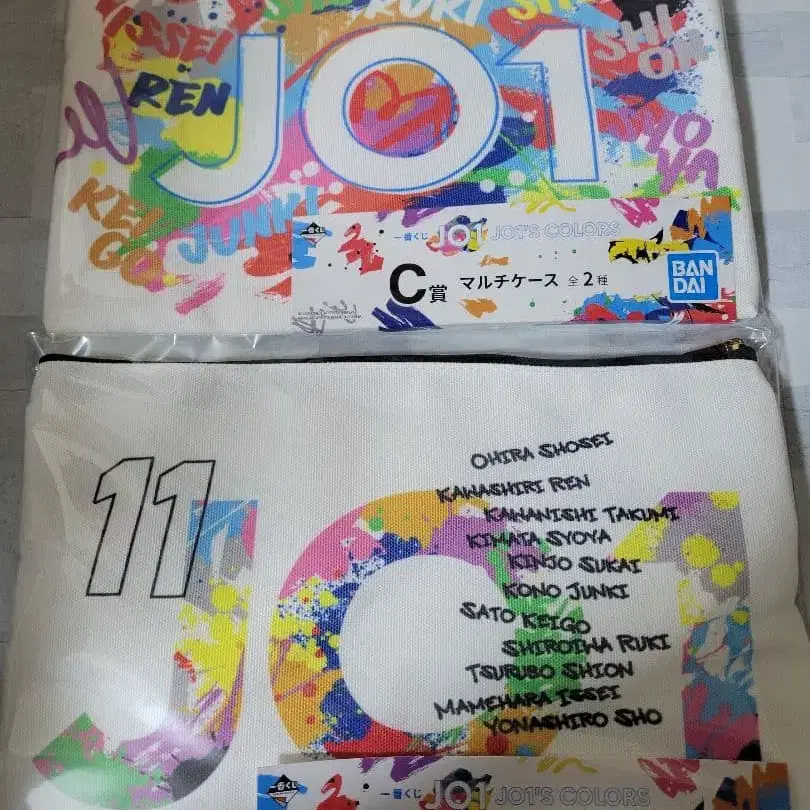 RUKI
ISSEI
SHI
ON
REN
JO1
KEI
GO
JUNKI
一番くじ JO1 JO1'S COLORS
C賞 マルチケース 全2種
BAN
DAI
11
JO1
OHIRA SHOSEI
KAWASHIRI REN
KAWANISHI TAKUMI
KIMATA SYOYA
KINJO SUKAI
KONO JUNKI
SATO KEIGO
SHIROIWA RUKI
TSURUBO SHION
MAMEHARA ISSEI
YONASHIRO SHO
一番くじ JO1 JO1'S COLORS